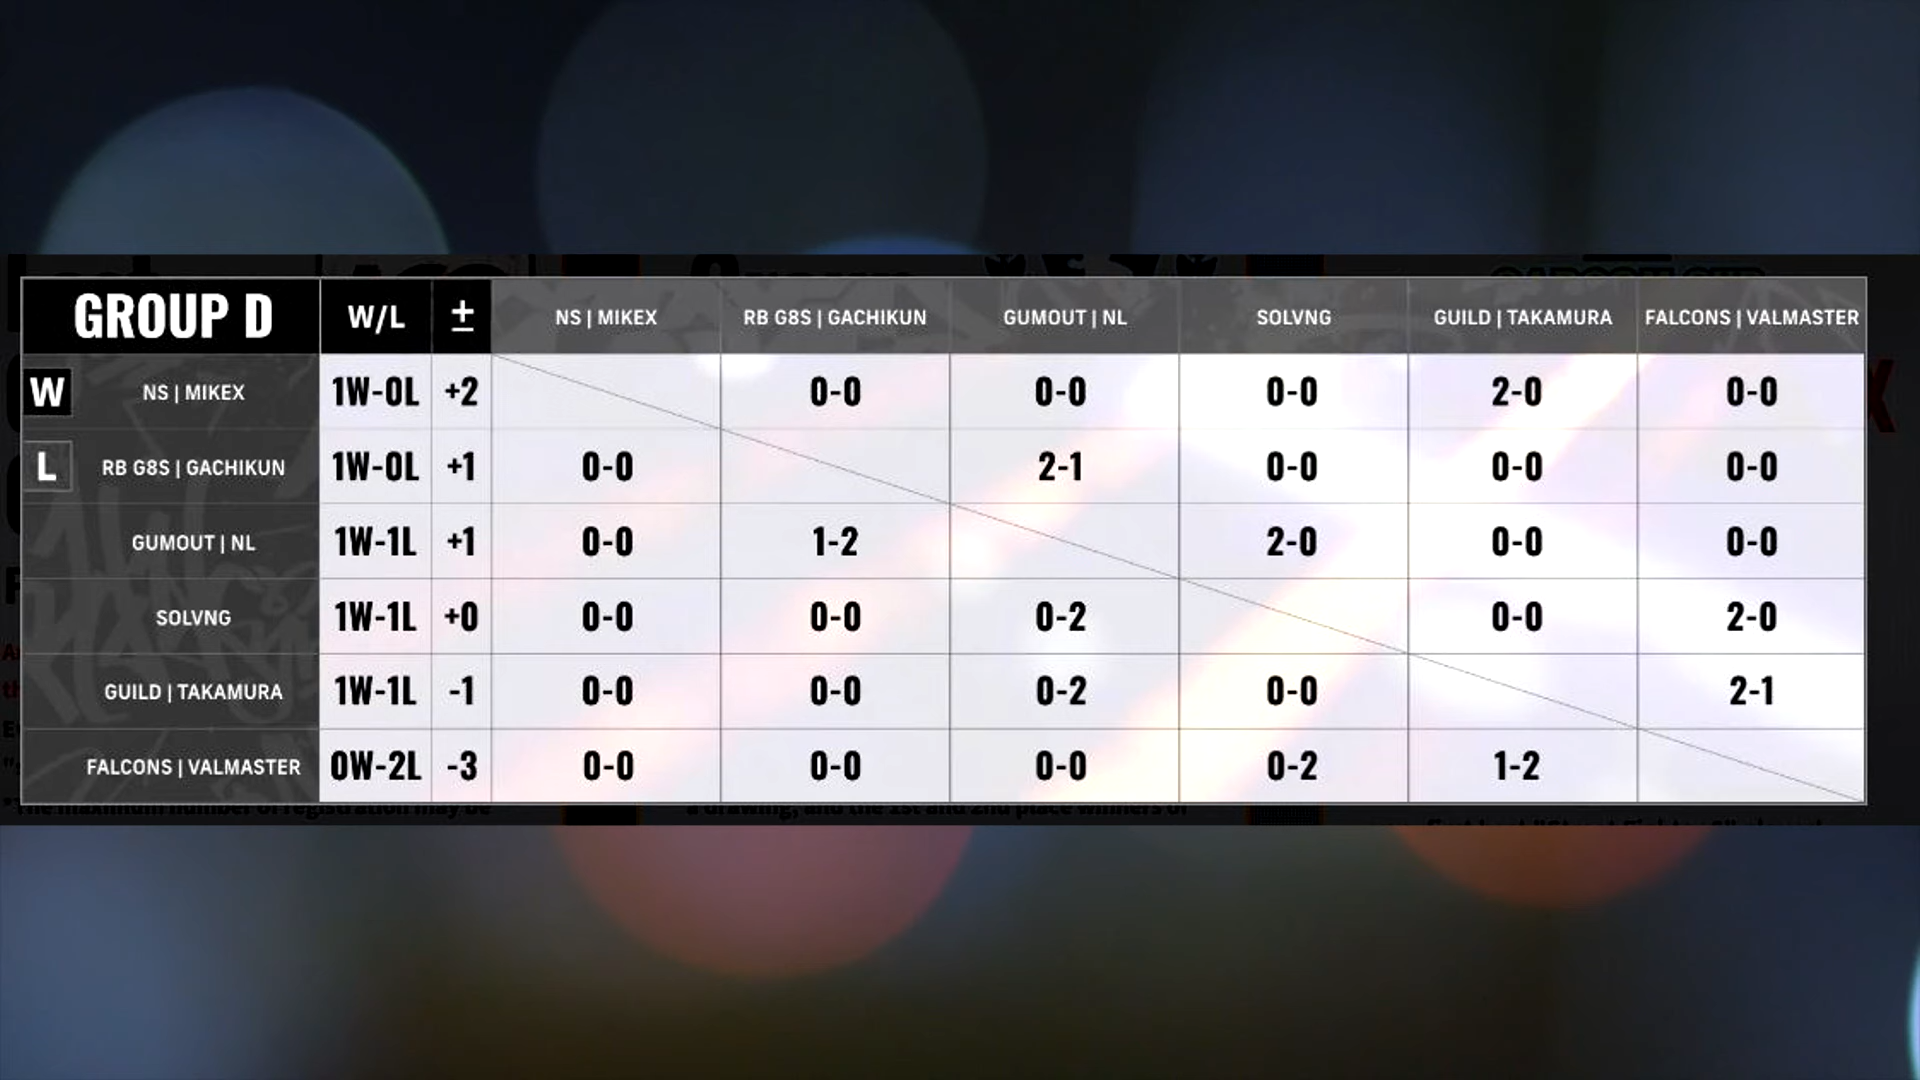 GROUP D W/L ± NS | MIKEX RB G8S | GACHIKUN GUMOUT | NL SOLVNG GUILD | TAKAMURA FALCONS | VALMASTER
W NS | MIKEX 1W-0L +2 0-0 0-0 0-0 2-0 0-0
L RB G8S | GACHIKUN 1W-0L +1 0-0 2-1 0-0 0-0 0-0
GUMOUT | NL 1W-1L +1 0-0 1-2 2-0 0-0 0-0
SOLVNG 1W-1L +0 0-0 0-0 0-2 0-0 2-0
GUILD | TAKAMURA 1W-1L -1 0-0 0-0 0-2 0-0 2-1
FALCONS | VALMASTER 0W-2L -3 0-0 0-0 0-0 0-2 1-2